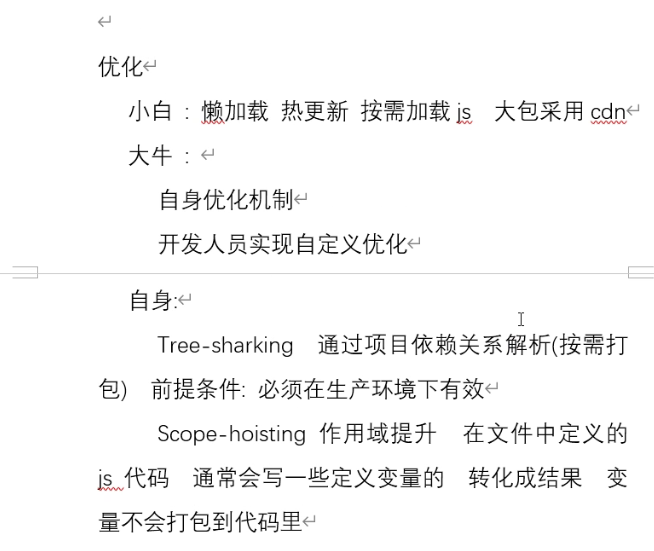 优化
小白 : 懒加载 热更新 按需加载 js 大包采用 cdn
大牛 :
自身优化机制
开发人员实现自定义优化
自身:
Tree-sharking 通过项目依赖关系解析(按需打
包) 前提条件: 必须在生产环境下有效
Scope-hoisting 作用域提升 在文件中定义的
js 代码 通常会写一些定义变量的 转化成结果 变
量不会打包到代码里